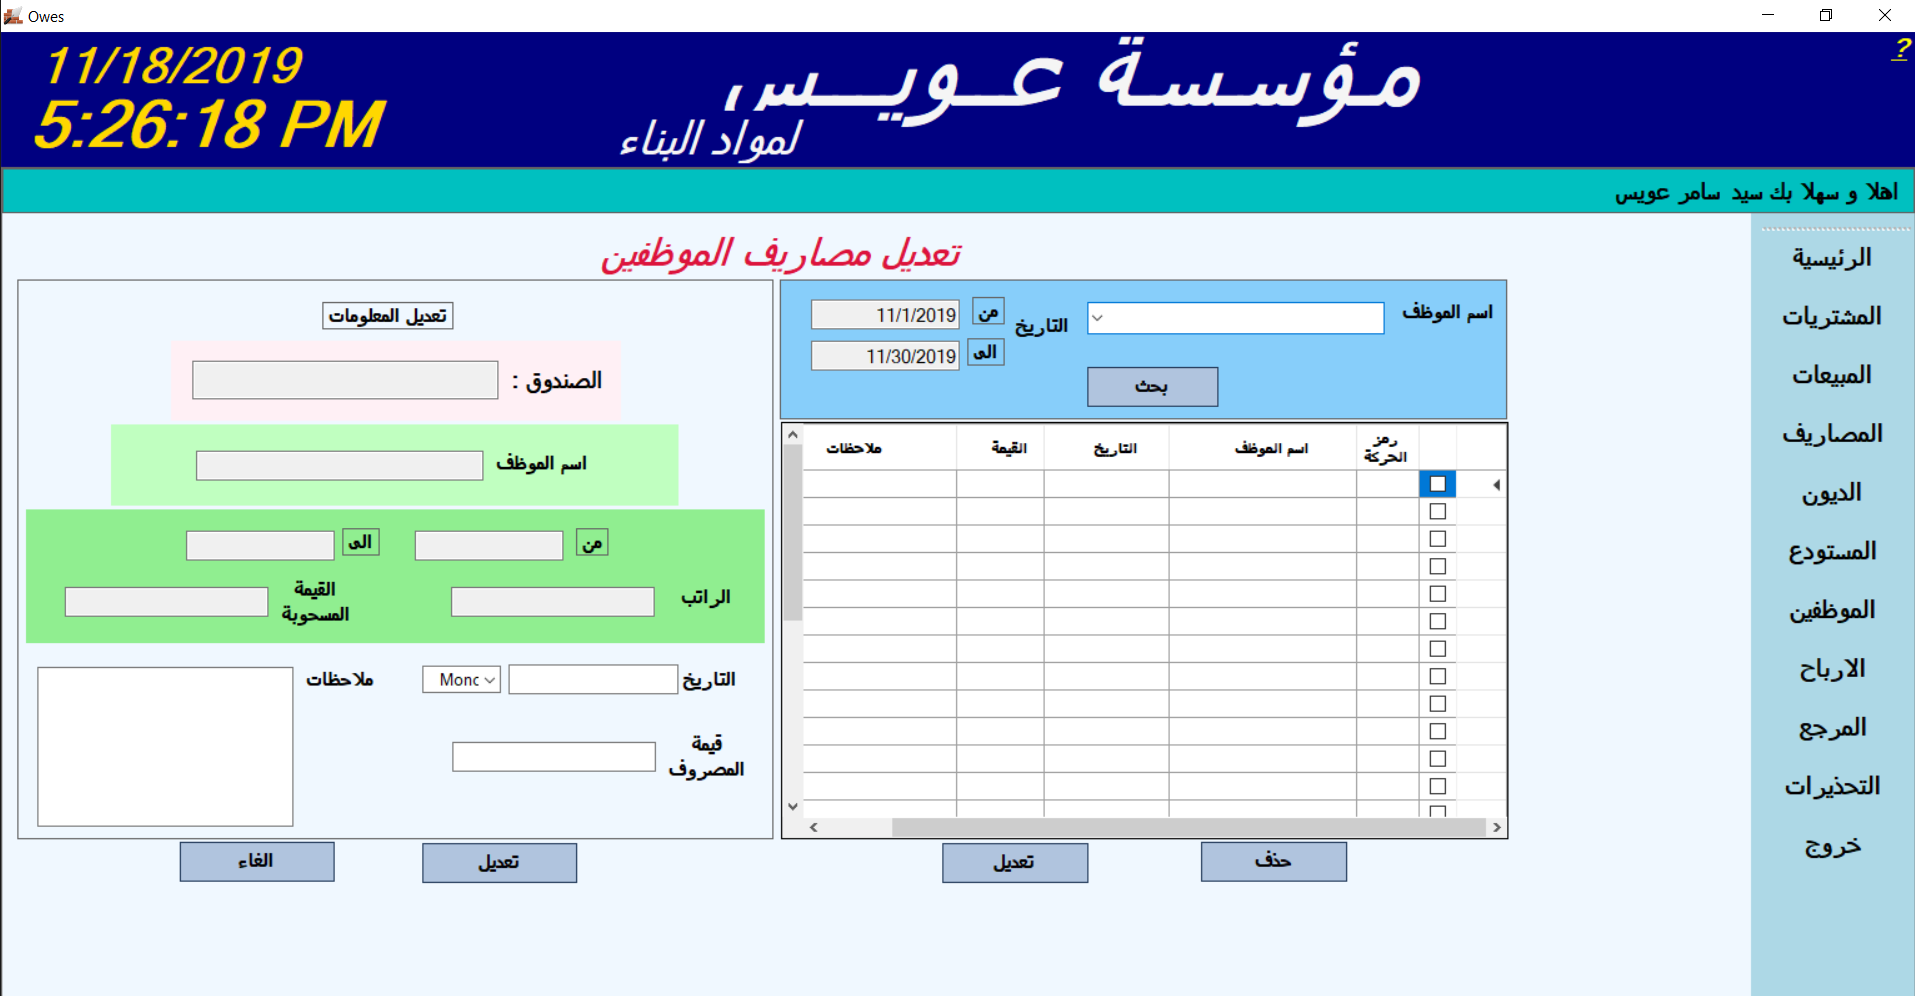 Owes
11/18/2019
5:26:18 PM
مؤسسة عويس
لمواد البناء
?
اهلا و سهلا بك سيد سامر عويس
الرئيسية
المشتريات
المبيعات
المصاريف
الديون
المستودع
الموظفين
الارباح
المرجع
التحذيرات
خروج
تعديل مصاريف الموظفين
اسم الموظف
التاريخ
من
11/1/2019
الى
11/30/2019
بحث
رمز الحركة
اسم الموظف
التاريخ
القيمة
ملاحظات
حذف
تعديل
تعديل المعلومات
الصندوق :
اسم الموظف
من
الى
الراتب
القيمة
المسحوبة
التاريخ
Monc
ملاحظات
قيمة
المصروف
تعديل
الغاء